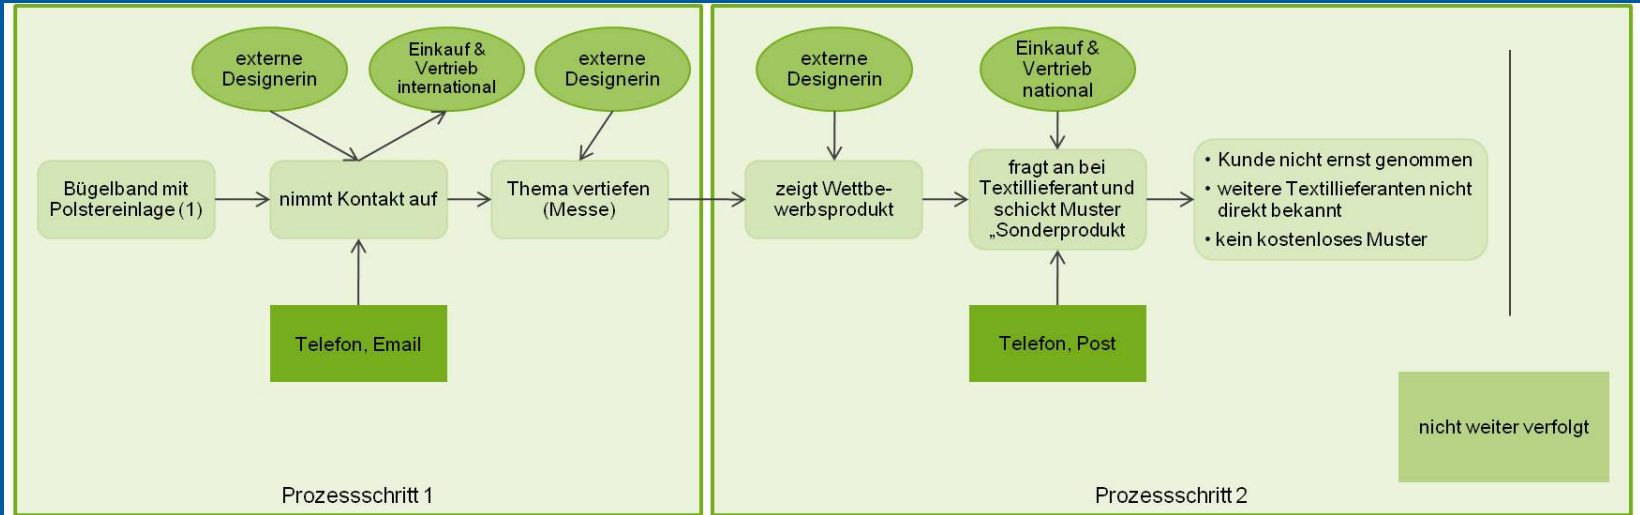 externe
Designerin
Einkauf &
Vertrieb
international
externe
Designerin
Bügelband mit
Polstereinlage (1)
nimmt Kontakt auf
Thema vertiefen
(Messe)
Telefon, Email
Prozessschritt 1
externe
Designerin
Einkauf &
Vertrieb
national
zeigt Wettbe-
werbsprodukt
fragt an bei
Textillieferant und
schickt Muster
„Sonderprodukt
• Kunde nicht ernst genommen
• weitere Textillieferanten nicht
direkt bekannt
• kein kostenloses Muster
Telefon, Post
nicht weiter verfolgt
Prozessschritt 2